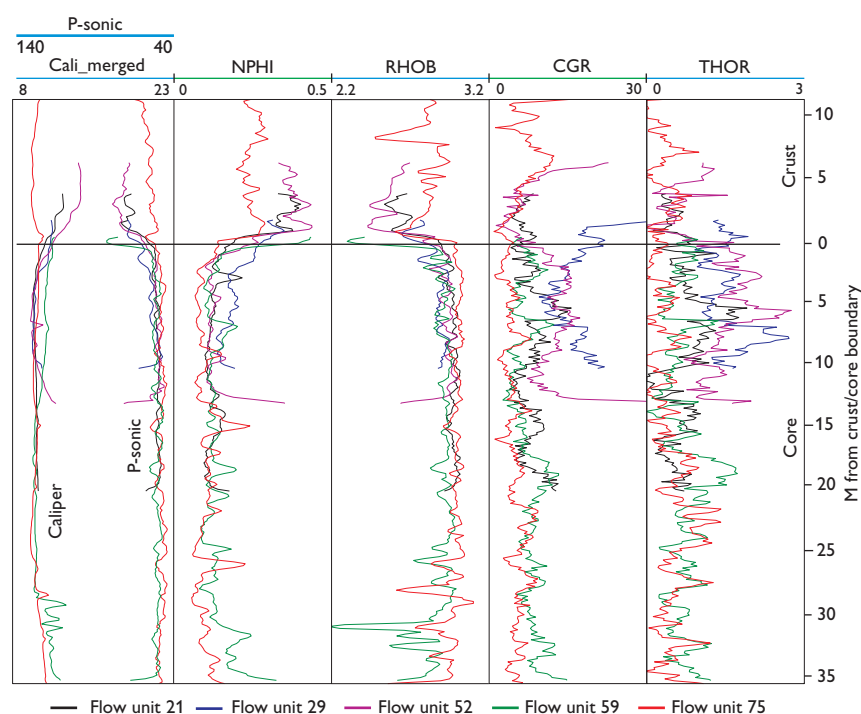 P-sonic
140 40
Cali_merged NPHI RHOB CGR THOR
8 23 0 0.5 2.2 3.2 0 30 0 3
10
Crust
5
0
5
10
15
Core
20
25
30
35
M from crust/core boundary
P-sonic
Caliper
Flow unit 21 Flow unit 29 Flow unit 52 Flow unit 59 Flow unit 75